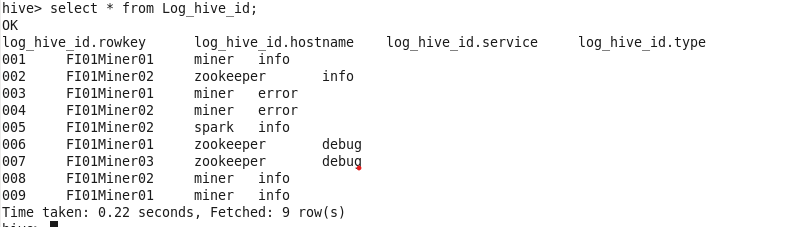 hive> select * from Log_hive_id;
OK
log_hive_id.rowkey log_hive_id.hostname log_hive_id.service log_hive_id.type
001 FI01Miner01 miner info
002 FI01Miner02 zookeeper info
003 FI01Miner01 miner error
004 FI01Miner02 miner error
005 FI01Miner02 spark info
006 FI01Miner01 zookeeper debug
007 FI01Miner03 zookeeper debug
008 FI01Miner02 miner info
009 FI01Miner01 miner info
Time taken: 0.22 seconds, Fetched: 9 row(s)
hive>